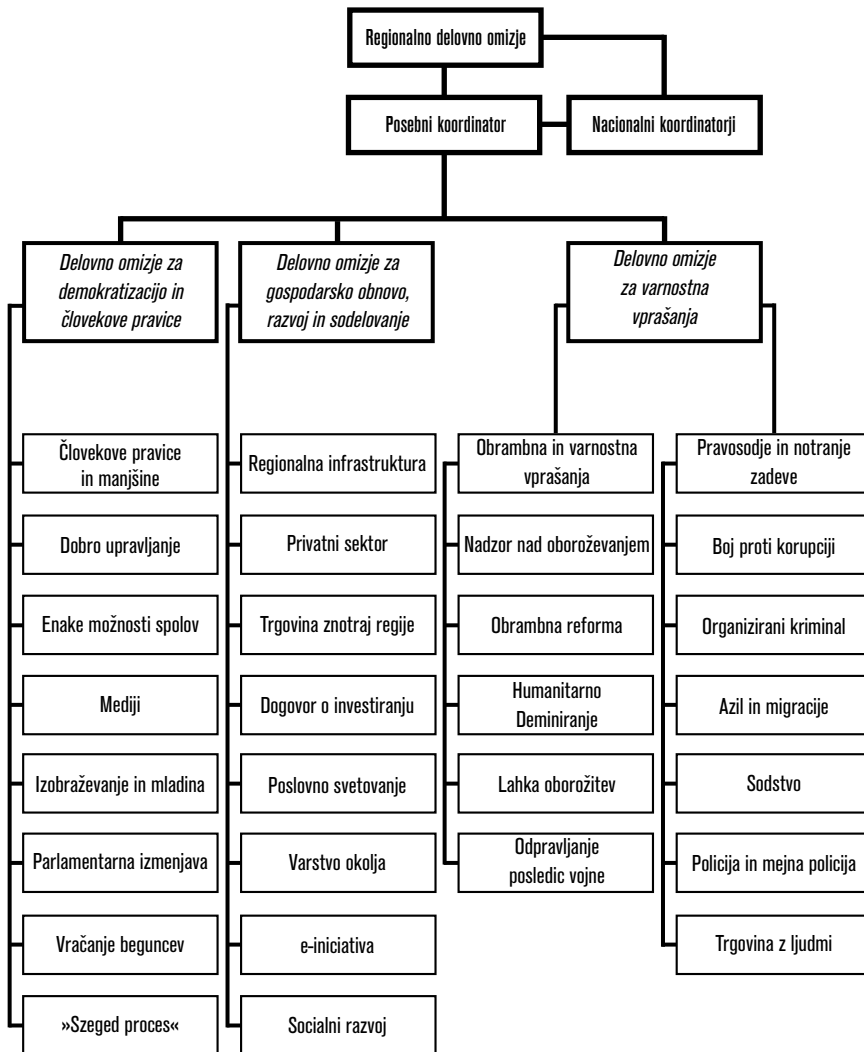 Regionalno delovno omizje
Posebni koordinator
Nacionalni koordinatorji
Delovno omizje za
demokratizacijo in
človekove pravice
Delovno omizje za
gospodarsko obnovo,
razvoj in sodelovanje
Delovno omizje
za varnostna
vprašanja
Človekove pravice
in manjšine
Dobro upravljanje
Enake možnosti spolov
Mediji
Izobraževanje in mladina
Parlamentarna izmenjava
Vračanje beguncev
»Szeged proces«
Regionalna infrastruktura
Privatni sektor
Trgovina znotraj regije
Dogovor o investiranju
Poslovno svetovanje
Varstvo okolja
e-iniciativa
Socialni razvoj
Obrambna in varnostna
vprašanja
Nadzor nad oboroževanjem
Obrambna reforma
Humanitarno
Deminiranje
Lahka oborožitev
Odpravljanje
posledic vojne
Pravosodje in notranje
zadeve
Boj proti korupciji
Organizirani kriminal
Azil in migracije
Sodstvo
Policija in mejna policija
Trgovina z ljudmi